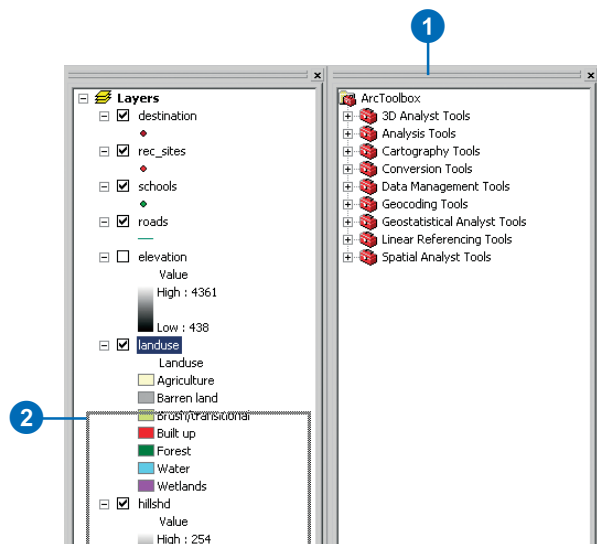 1
x
x
Layers
destination
rec_sites
schools
roads
elevation
Value
High : 4361
Low : 438
landuse
Landuse
Agriculture
Barren land
Brush/transitional
Built up
Forest
Water
Wetlands
hillshd
Value
High : 254
2
ArcToolbox
3D Analyst Tools
Analysis Tools
Cartography Tools
Conversion Tools
Data Management Tools
Geocoding Tools
Geostatistical Analyst Tools
Linear Referencing Tools
Spatial Analyst Tools